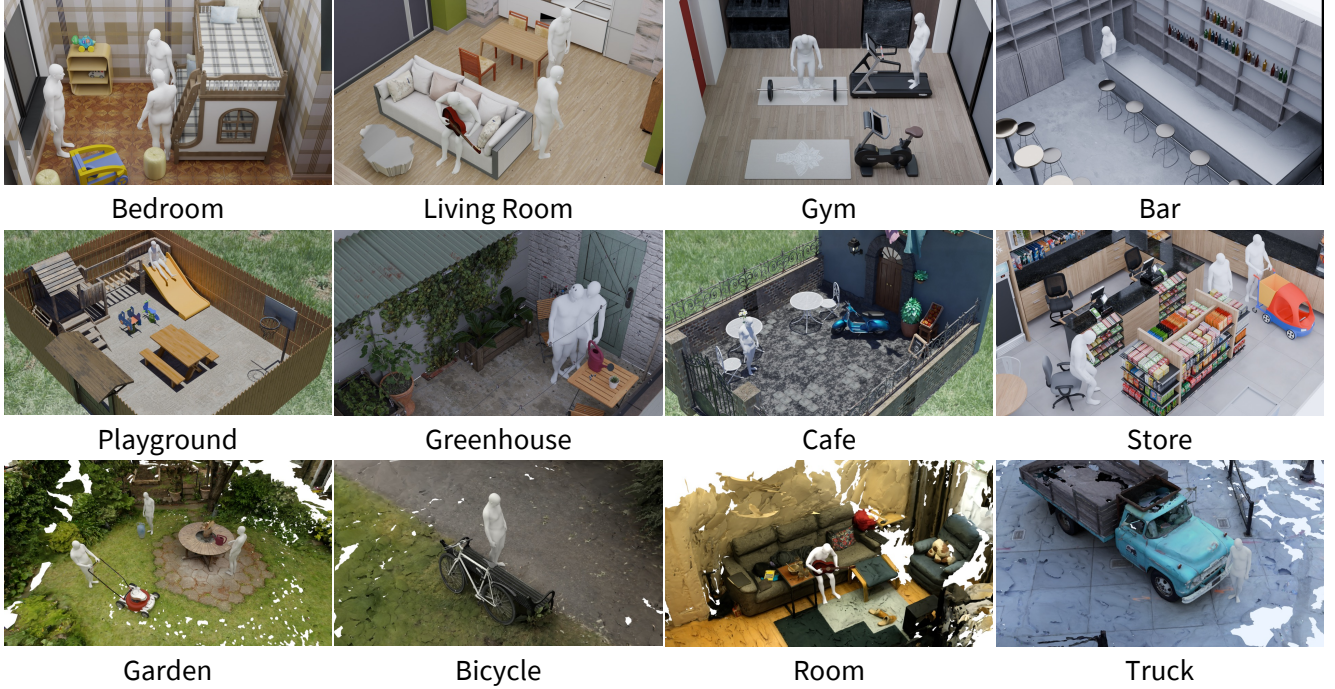 Bedroom
Living Room
Gym
Bar
Playground
Greenhouse
Cafe
Store
Garden
Bicycle
Room
Truck